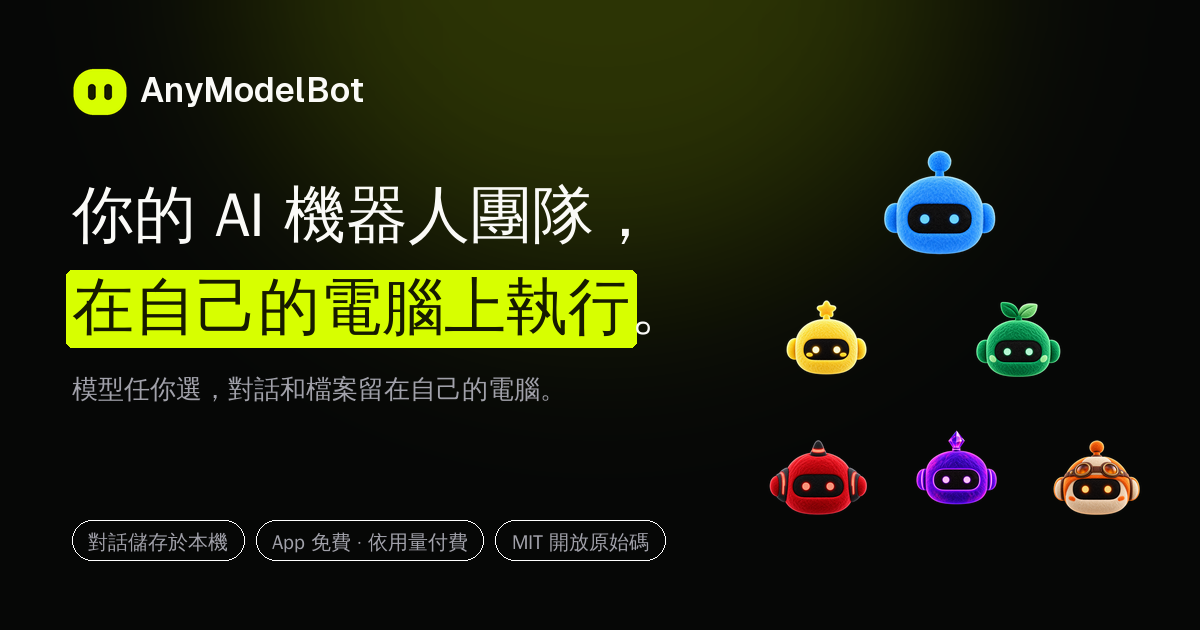 AnyModelBot
你的 AI 機器人團隊，
在自己的電腦上執行。
模型任你選，對話和檔案留在自己的電腦。
對話儲存於本機
App 免費 · 依用量付費
MIT 開放原始碼